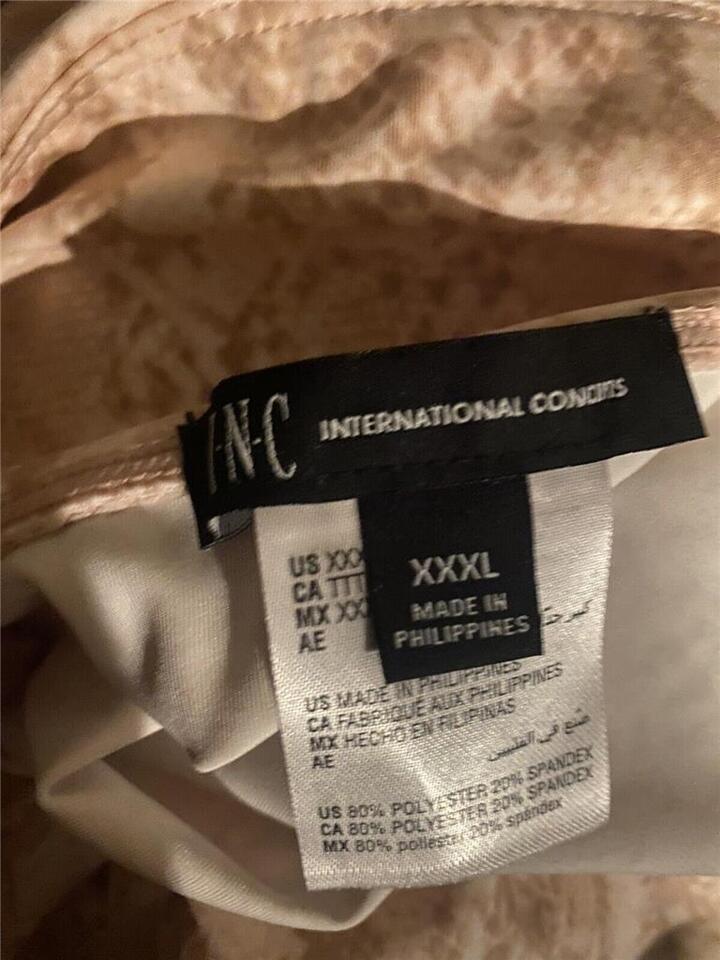 I·N·C INTERNATIONAL CONCEPTS
XXXL
MADE IN
PHILIPPINES
US XXX
CA TTT
MX XXX
AE
US MADE IN PHILIPPINES
CA FABRIQUÉ AUX PHILIPPINES
MX HECHO EN FILIPINAS
AE صنع في الفلبين
US 80% POLYESTER 20% SPANDEX
CA 80% POLYESTER 20% SPANDEX
MX 80% poliester 20% spandex